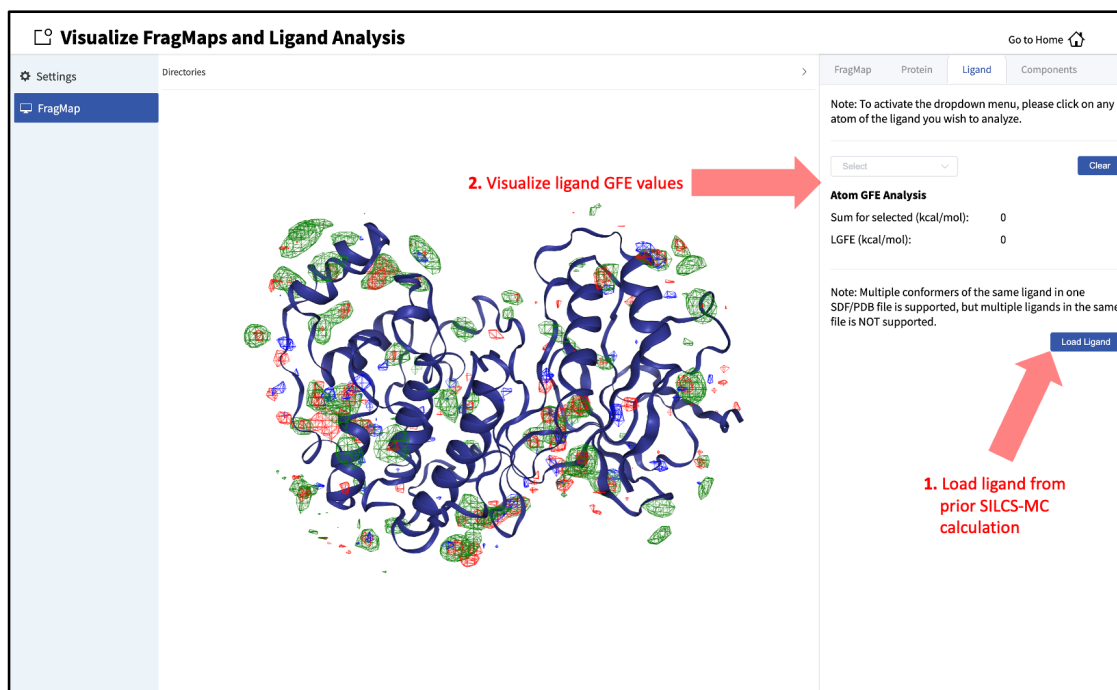 Visualize FragMaps and Ligand Analysis
Go to Home
Settings
FragMap
Directories
FragMap
Protein
Ligand
Components
Note: To activate the dropdown menu, please click on any
atom of the ligand you wish to analyze.
Select
Clear
2. Visualize ligand GFE values
Atom GFE Analysis
Sum for selected (kcal/mol): 0
LGFE (kcal/mol): 0
Note: Multiple conformers of the same ligand in one
SDF/PDB file is supported, but multiple ligands in the same
file is NOT supported.
Load Ligand
1. Load ligand from
prior SILCS-MC
calculation